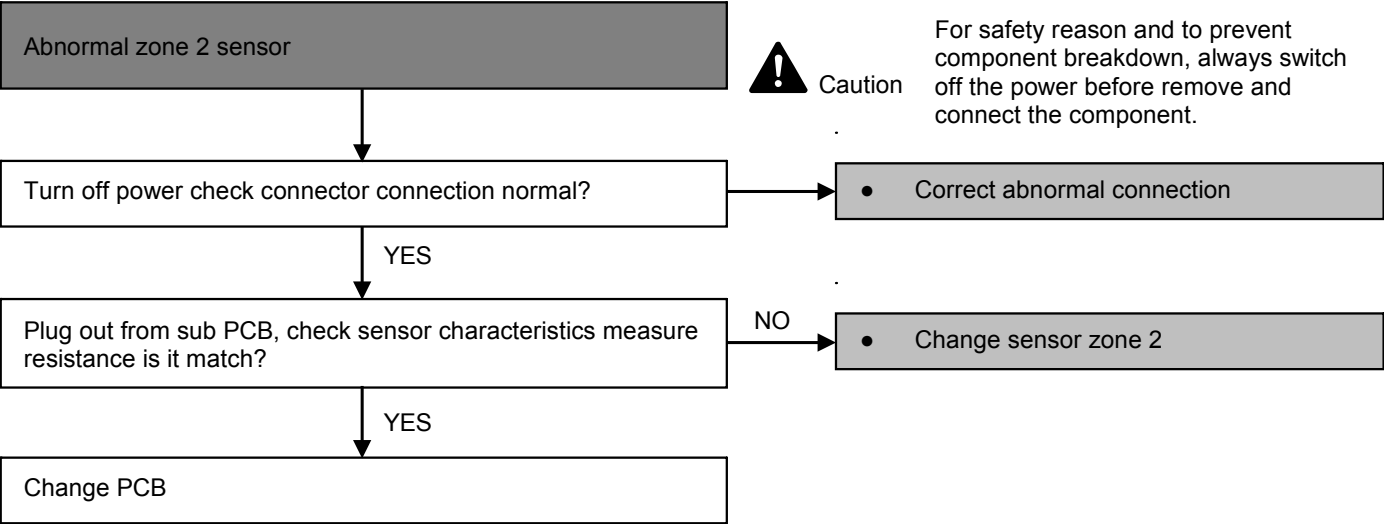 Abnormal zone 2 sensor
Caution
For safety reason and to prevent
component breakdown, always switch
off the power before remove and
connect the component.
.
Turn off power check connector connection normal?
● Correct abnormal connection
YES
.
Plug out from sub PCB, check sensor characteristics measure
resistance is it match?
NO
● Change sensor zone 2
YES
Change PCB